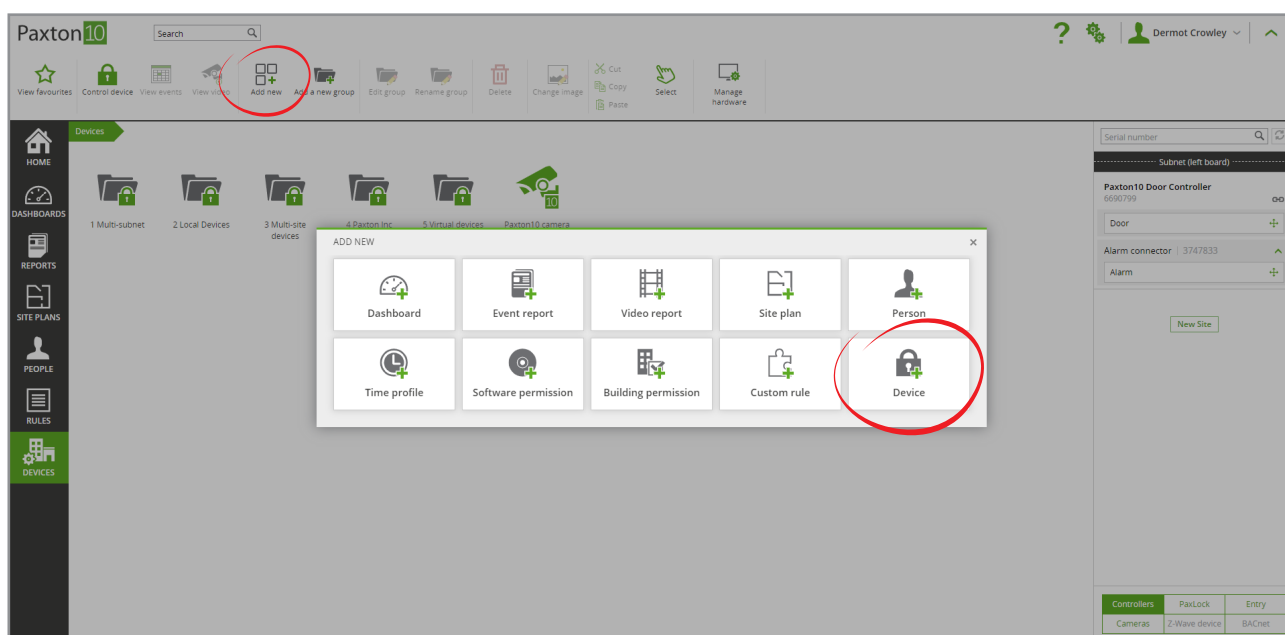 Paxton 10
Search
Dermot Crowley
View favourites
Control device
View events
View video
Add new
Add a new group
Edit group
Rename group
Delete
Change image
Cut
Copy
Paste
Select
Manage
hardware
HOME
DASHBOARDS
REPORTS
SITE PLANS
PEOPLE
RULES
DEVICES
Devices
1 Multi-subnet
2 Local Devices
3 Multi-site
devices
4 Paxton Inc
5 Virtual devices
10
Paxton10 camera
ADD NEW
Dashboard
Event report
Video report
Site plan
Person
Time profile
Software permission
Building permission
Custom rule
Device
Serial number
Subnet (left board)
Paxton10 Door Controller
6690799
Door
Alarm connector | 3747833
Alarm
New Site
Controllers
PaxLock
Entry
Cameras
Z-Wave device
BACnet